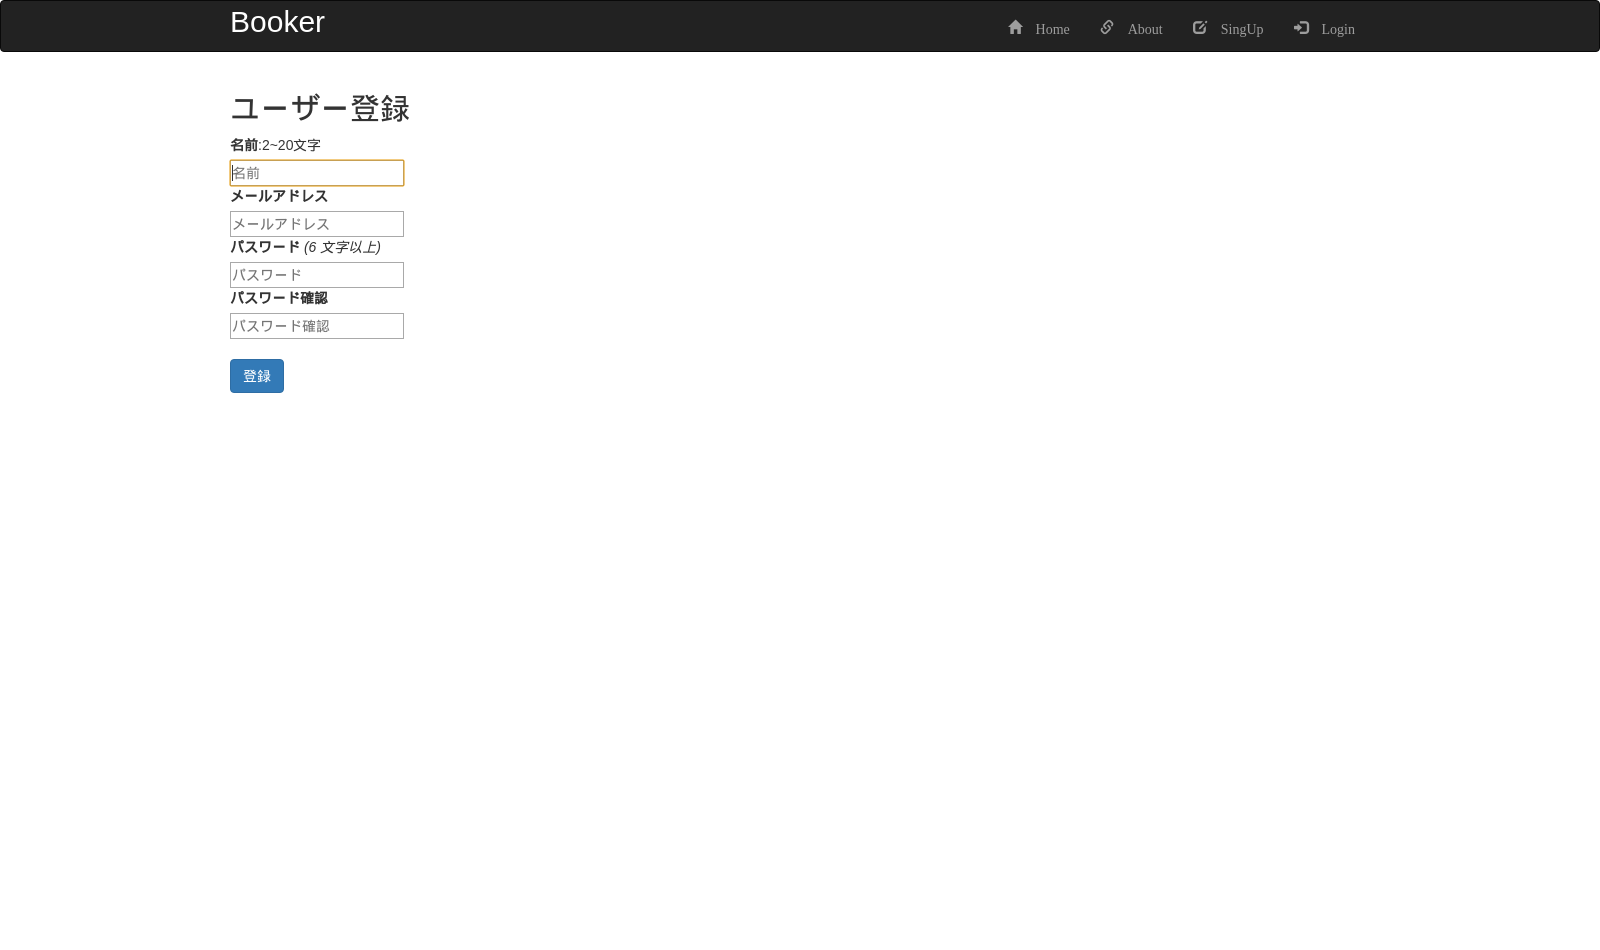 Booker
Home About SingUp Login
ユーザー登録
名前:2~20文字
名前
メールアドレス
メールアドレス
パスワード (6 文字以上)
パスワード
パスワード確認
パスワード確認
登録